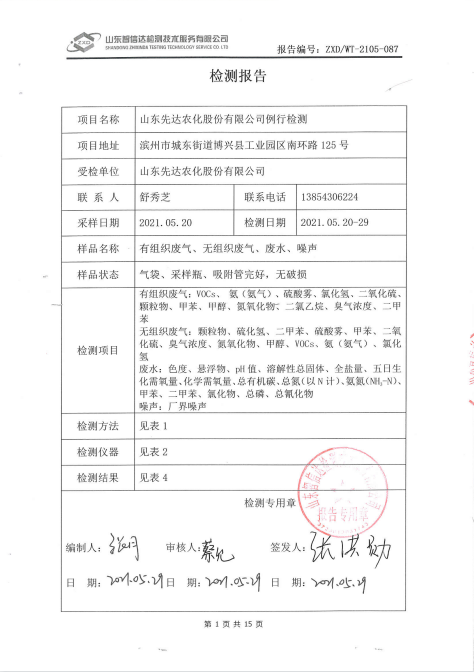 山东智信达检测技术服务有限公司
SHANDONG ZHIXINDA TESTING TECHNOLOGY SERVICE CO LTD
ZXD
报告编号：ZXD/WT-2105-087
检测报告
项目名称 山东先达农化股份有限公司例行检测
项目地址 滨州市城东街道博兴县工业园区南环路 125 号
受检单位 山东先达农化股份有限公司
联 系 人 舒秀芝 联系电话 13854306224
采样日期 2021.05.20 检测日期 2021.05.20-29
样品名称 有组织废气、无组织废气、废水、噪声
样品状态 气袋、采样瓶、吸附管完好，无破损
检测项目
有组织废气：VOCs、氨（氨气）、硫酸雾、氯化氢、二氧化硫、
颗粒物、甲苯、甲醇、氮氧化物、二氯乙烷、臭气浓度、二甲
苯
无组织废气：颗粒物、硫化氢、二甲苯、硫酸雾、甲苯、二氧
化硫、臭气浓度、氮氧化物、甲醇、VOCs、氨（氨气）、氯化
氢
废水：色度、悬浮物、pH 值、溶解性总固体、全盐量、五日生
化需氧量、化学需氧量、总有机碳、总氮（以 N 计）、氨氮（NH₃-N）、
甲苯、二甲苯、氯化物、总磷、总氰化物
噪声：厂界噪声
检测方法 见表 1
检测仪器 见表 2
检测结果 见表 4
检测专用章
报告专用章
编制人： 审核人：蔡 签发人：张洪勋
日 期：2021.05.29 日 期：2021.05.29 日 期：2021.05.29
第 1 页 共 15 页